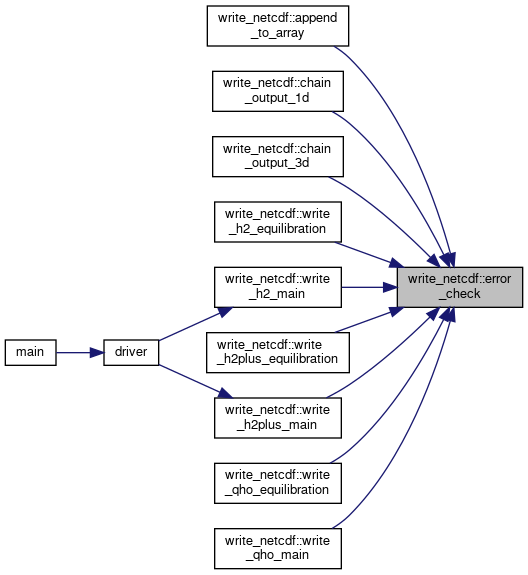 write_netcdf::append
_to_array
write_netcdf::chain
_output_1d
write_netcdf::chain
_output_3d
write_netcdf::write
_h2_equilibration
write_netcdf::error
_check
write_netcdf::write
_h2_main
main
driver
write_netcdf::write
_h2plus_equilibration
write_netcdf::write
_h2plus_main
write_netcdf::write
_qho_equilibration
write_netcdf::write
_qho_main